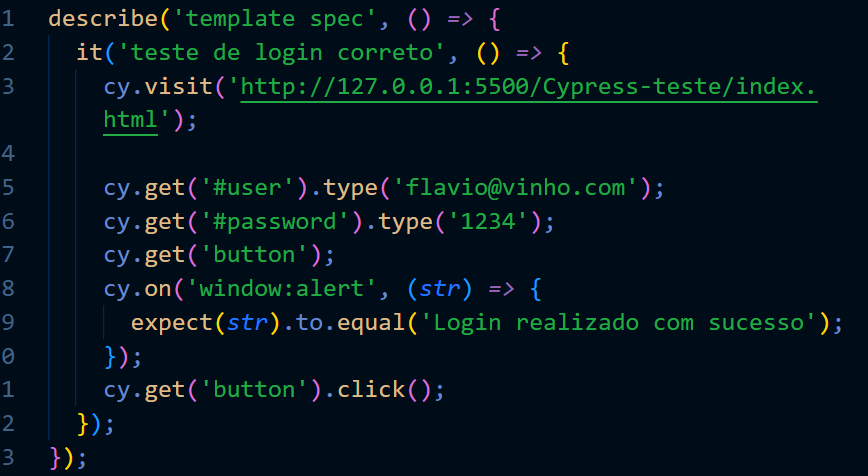 1 describe('template spec', () => {
2 it('teste de login correto', () => {
3 cy.visit('http://127.0.0.1:5500/Cypress-teste/index.
html');
4
5 cy.get('#user').type('flavio@vinho.com');
6 cy.get('#password').type('1234');
7 cy.get('button');
8 cy.on('window:alert', (str) => {
9 expect(str).to.equal('Login realizado com sucesso');
0 });
1 cy.get('button').click();
2 });
3 });